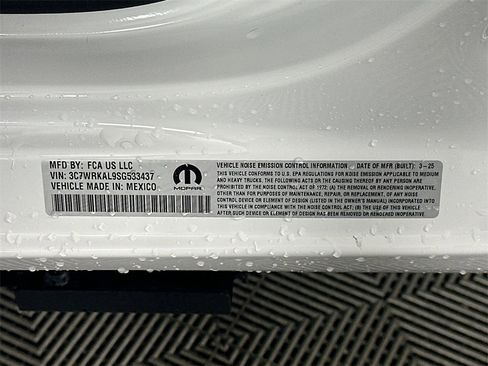 MFD BY: FCA US LLC
VIN: 3C7WRKAL9SG533437
VEHICLE MADE IN: MEXICO
MOPAR
VEHICLE NOISE EMISSION CONTROL INFORMATION DATE OF MFR (BUILT): 3-25
THIS VEHICLE CONFORMS TO U.S. EPA REGULATIONS FOR NOISE EMISSION APPLICABLE TO MEDIUM
AND HEAVY TRUCKS. THE FOLLOWING ACTS OR THE CAUSING THEREOF BY ANY PERSON ARE
PROHIBITED BY THE NOISE CONTROL ACT OF 1972: (A) THE REMOVAL OR RENDERING INOPERATIVE,
OTHER THAN FOR PURPOSES OF MAINTENANCE, REPAIR, OR REPLACEMENT, OF ANY NOISE CONTROL
DEVICE OR ELEMENT OF DESIGN (LISTED IN THE OWNER'S MANUAL) INCORPORATED INTO
THIS VEHICLE IN COMPLIANCE WITH THE NOISE CONTROL ACT; (B) THE USE OF THIS VEHICLE AFTER
SUCH DEVICE OR ELEMENT OF DESIGN HAS BEEN REMOVED OR RENDERED INOPERATIVE